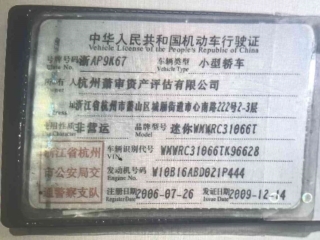 中华人民共和国机动车行驶证
Vehicle License of the People's Republic of China
号牌号码 浙AP9K67 车辆类型 小型轿车
Plate No. Vehicle Type
所有人 杭州萧审资产评估有限公司
浙江省杭州市萧山区城厢街道市心南路222号2-3层
使用性质 非营运 品牌型号 迷你WMWRC31066T
Model
浙江省杭州 车辆识别代号 WMWRC31066TK96628
VIN
市公安局交 发动机号码 W10B16ABD021P444
Engine No.
通警察支队 注册日期 2006-07-26 发证日期 2009-12-14
Register Date Issue Date